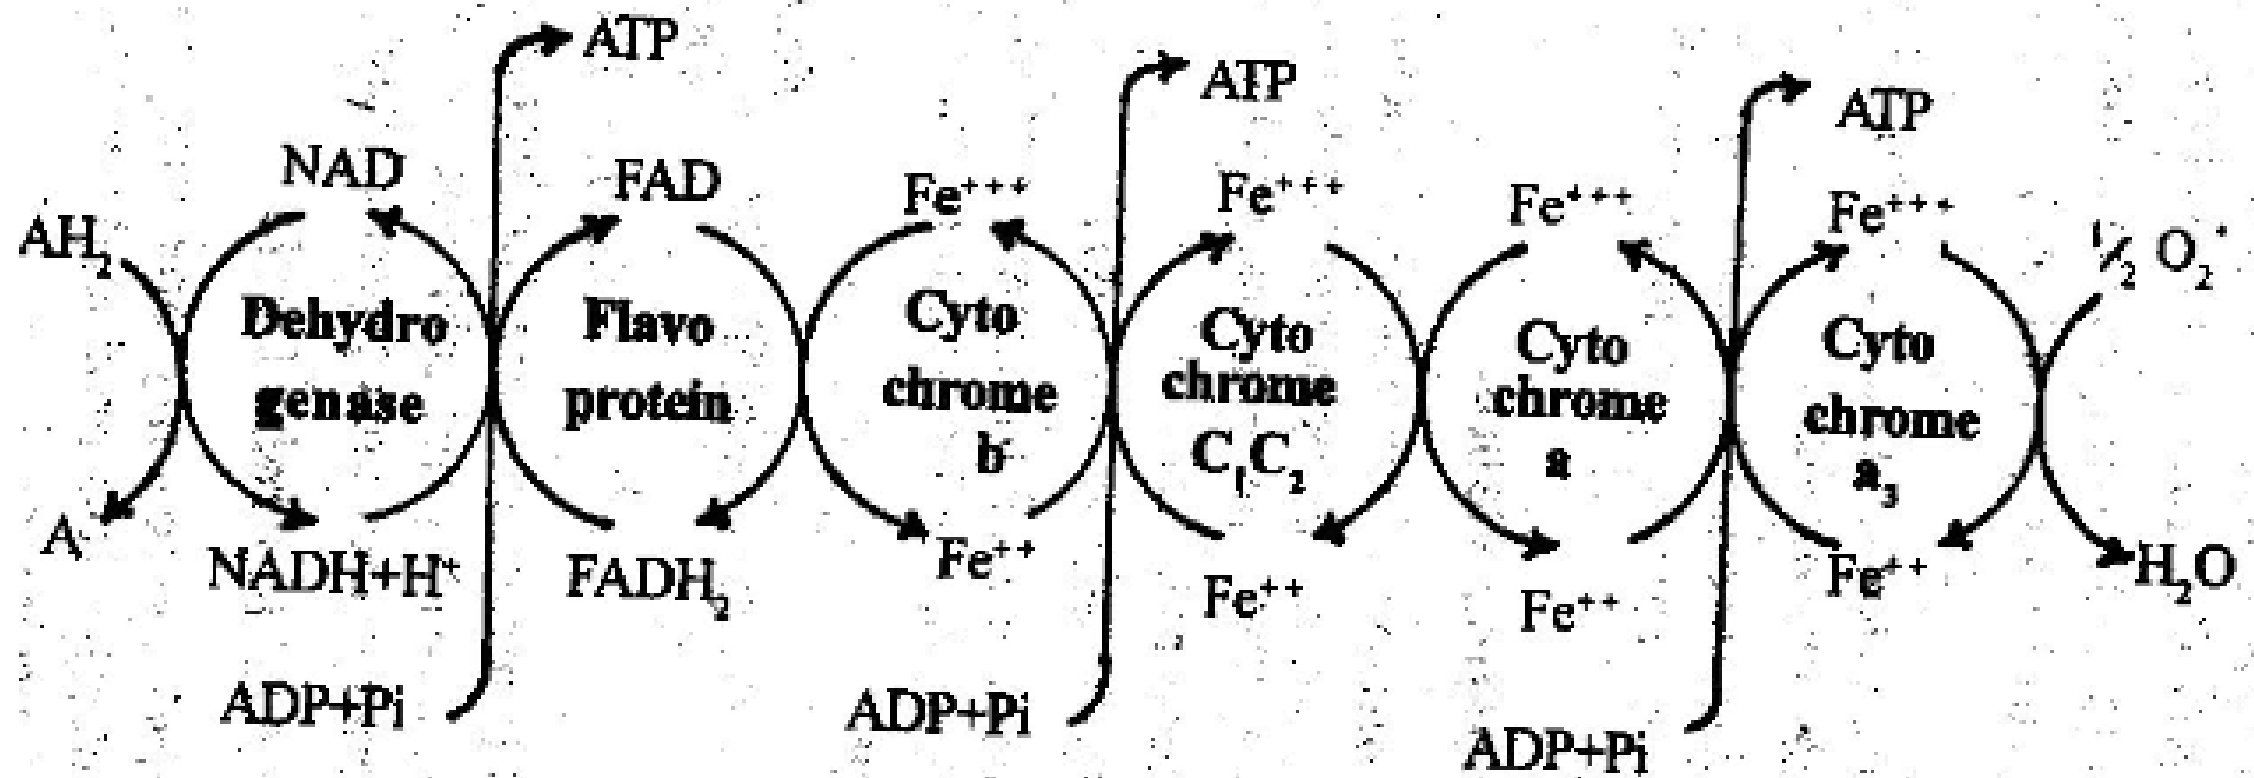 ATP
ATP
ATP
NAD
FAD
Fe+++
Fe+++
Fe+++
Fe+++
AH2
½ O2
Dehydro
genase
Flavo
protein
Cyto
chrome
b
Cyto
chrome
C1C2
Cyto
chrome
a
Cyto
chrome
a3
A
NADH+H+
FADH2
Fe++
Fe++
Fe++
Fe++
H2O
ADP+Pi
ADP+Pi
ADP+Pi